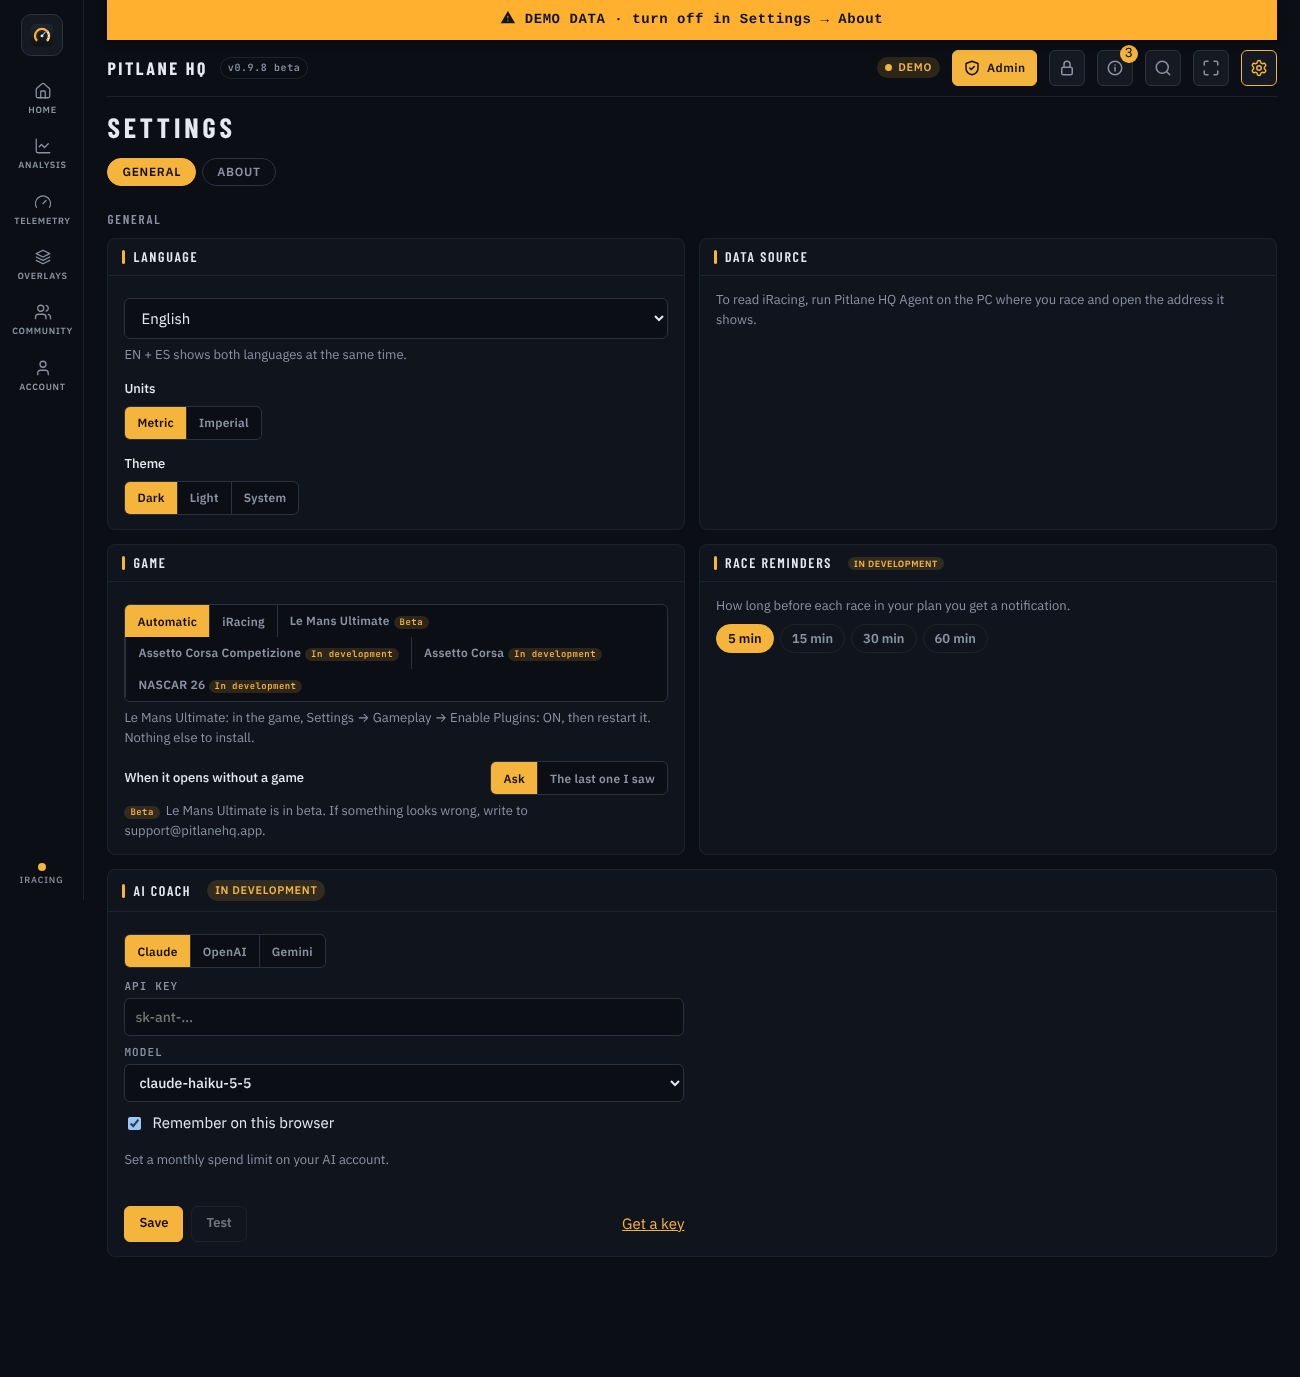 ⚠ DEMO DATA · turn off in Settings → About
PITLANE HQ
v0.9.8 beta
DEMO
Admin
3
HOME
ANALYSIS
TELEMETRY
OVERLAYS
COMMUNITY
ACCOUNT
IRACING
SETTINGS
GENERAL
ABOUT
GENERAL
LANGUAGE
English
EN + ES shows both languages at the same time.
Units
Metric
Imperial
Theme
Dark
Light
System
DATA SOURCE
To read iRacing, run Pitlane HQ Agent on the PC where you race and open the address it
shows.
GAME
Automatic
iRacing
Le Mans Ultimate Beta
Assetto Corsa Competizione In development
Assetto Corsa In development
NASCAR 26 In development
Le Mans Ultimate: in the game, Settings → Gameplay → Enable Plugins: ON, then restart it.
Nothing else to install.
When it opens without a game
Ask
The last one I saw
Beta Le Mans Ultimate is in beta. If something looks wrong, write to
support@pitlanehq.app.
RACE REMINDERS
IN DEVELOPMENT
How long before each race in your plan you get a notification.
5 min
15 min
30 min
60 min
AI COACH
IN DEVELOPMENT
Claude
OpenAI
Gemini
API KEY
sk-ant-...
MODEL
claude-haiku-5-5
Remember on this browser
Set a monthly spend limit on your AI account.
Save
Test
Get a key